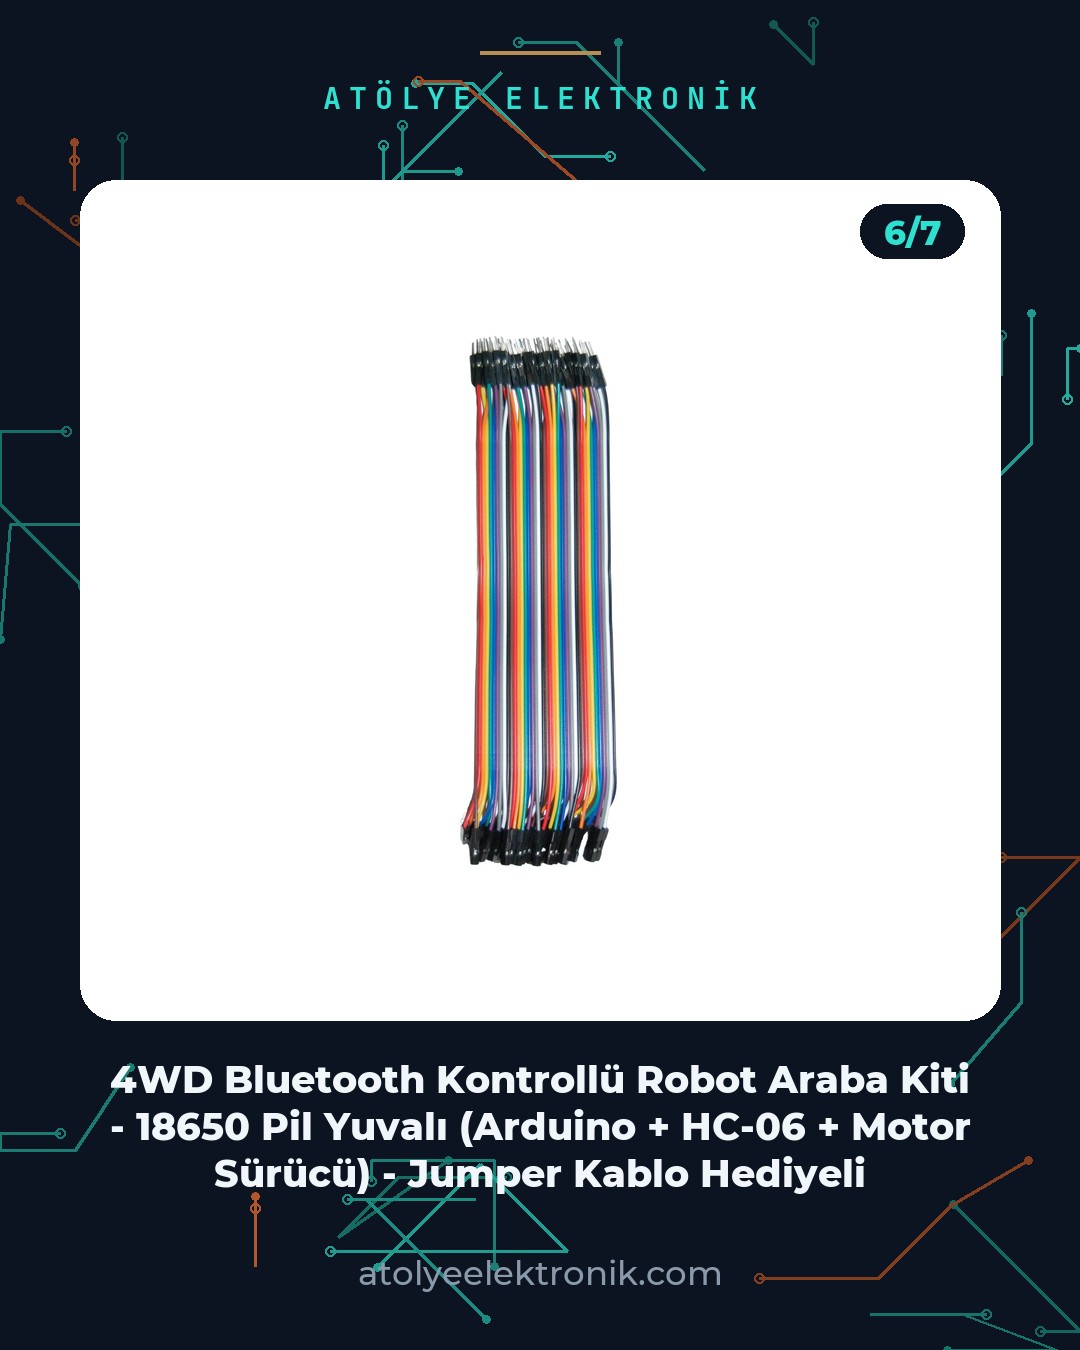 ATÖLYE ELEKTRONİK
6/7
4WD Bluetooth Kontrollü Robot Araba Kiti
- 18650 Pil Yuvalı (Arduino + HC-06 + Motor
Sürücü) - Jumper Kablo Hediyeli
atolyeelektronik.com